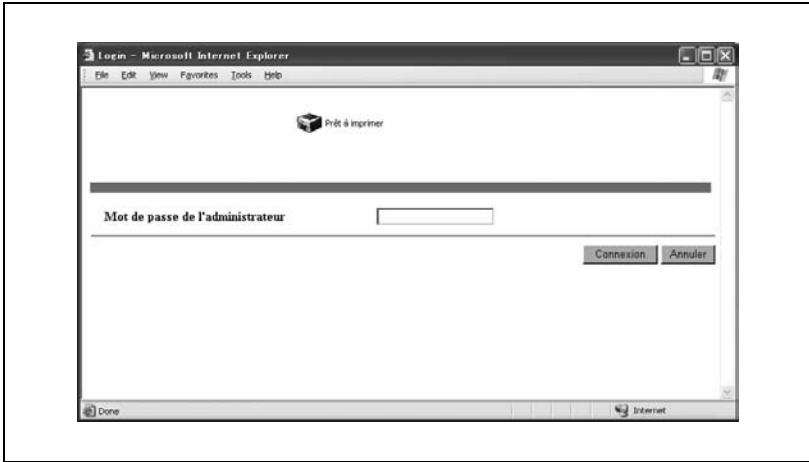 Login - Microsoft Internet Explorer
File Edit View Favorites Tools Help
Prêt à imprimer
Mot de passe de l'administrateur
Connexion Annuler
Done Internet